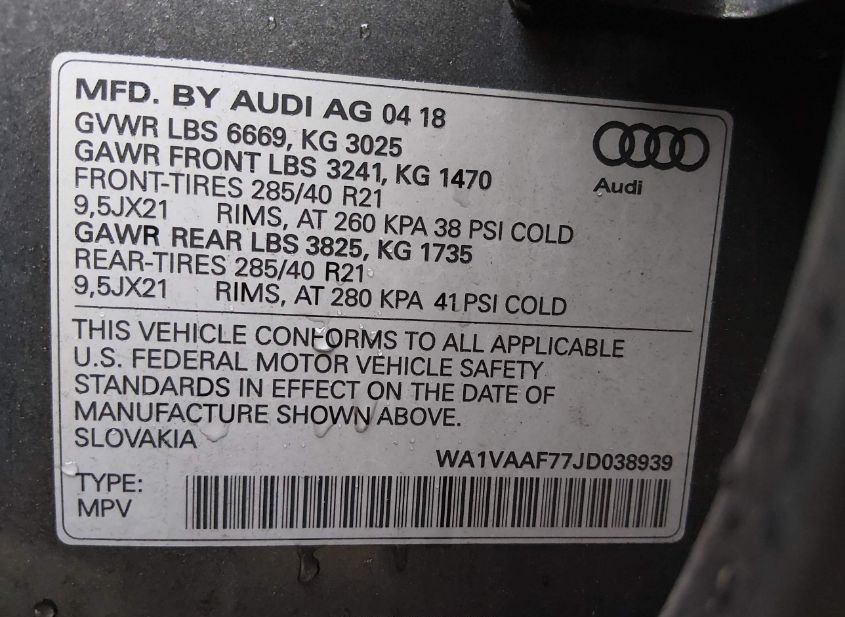 MFD. BY AUDI AG 04 18
GVWR LBS 6669, KG 3025
GAWR FRONT LBS 3241, KG 1470
FRONT-TIRES 285/40 R21
9,5JX21 RIMS, AT 260 KPA 38 PSI COLD
GAWR REAR LBS 3825, KG 1735
REAR-TIRES 285/40 R21
9,5JX21 RIMS, AT 280 KPA 41 PSI COLD
Audi
THIS VEHICLE CONFORMS TO ALL APPLICABLE
U.S. FEDERAL MOTOR VEHICLE SAFETY
STANDARDS IN EFFECT ON THE DATE OF
MANUFACTURE SHOWN ABOVE.
SLOVAKIA
WA1VAAF77JD038939
TYPE:
MPV